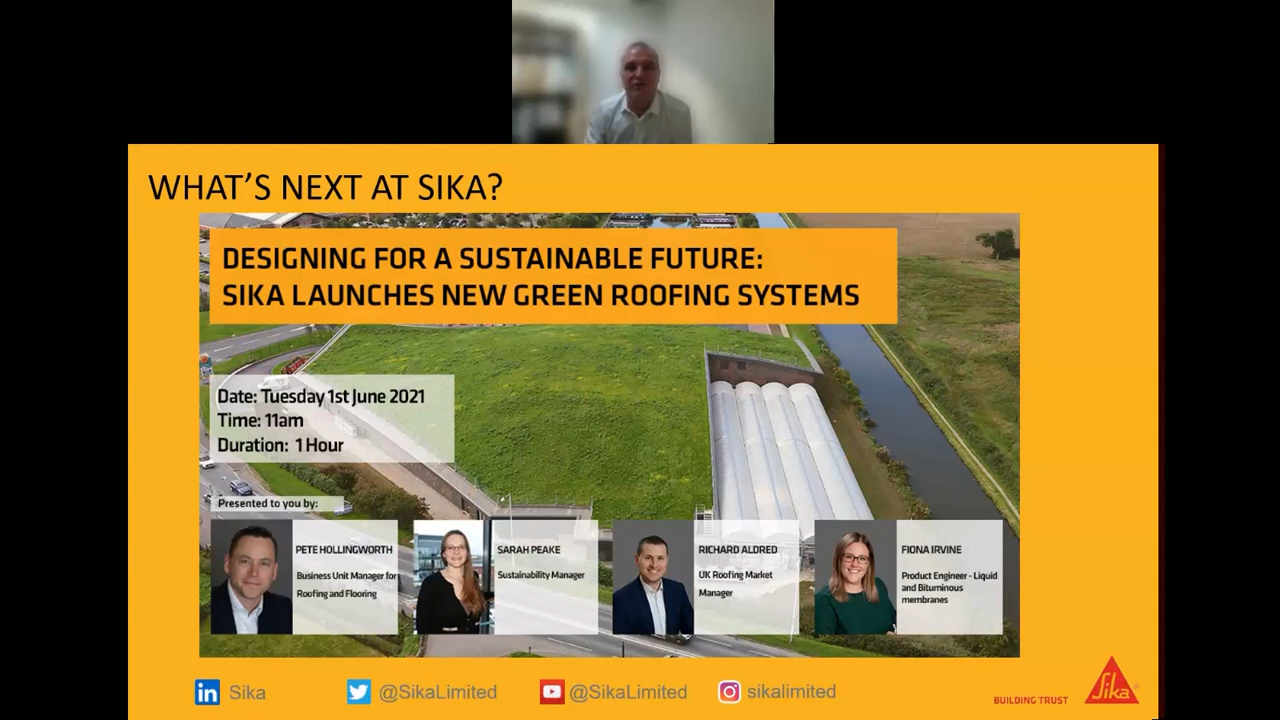 WHAT'S NEXT AT SIKA?
DESIGNING FOR A SUSTAINABLE FUTURE:
SIKA LAUNCHES NEW GREEN ROOFING SYSTEMS
Date: Tuesday 1st June 2021
Time: 11am
Duration: 1 Hour
Presented to you by:
PETE HOLLINGWORTH
Business Unit Manager for
Roofing and Flooring
SARAH PEAKE
Sustainability Manager
RICHARD ALDRED
UK Roofing Market
Manager
FIONA IRVINE
Product Engineer - Liquid
and Bituminous
membranes
in Sika
@SikaLimited
@SikaLimited
sikalimited
BUILDING TRUST
Sika®